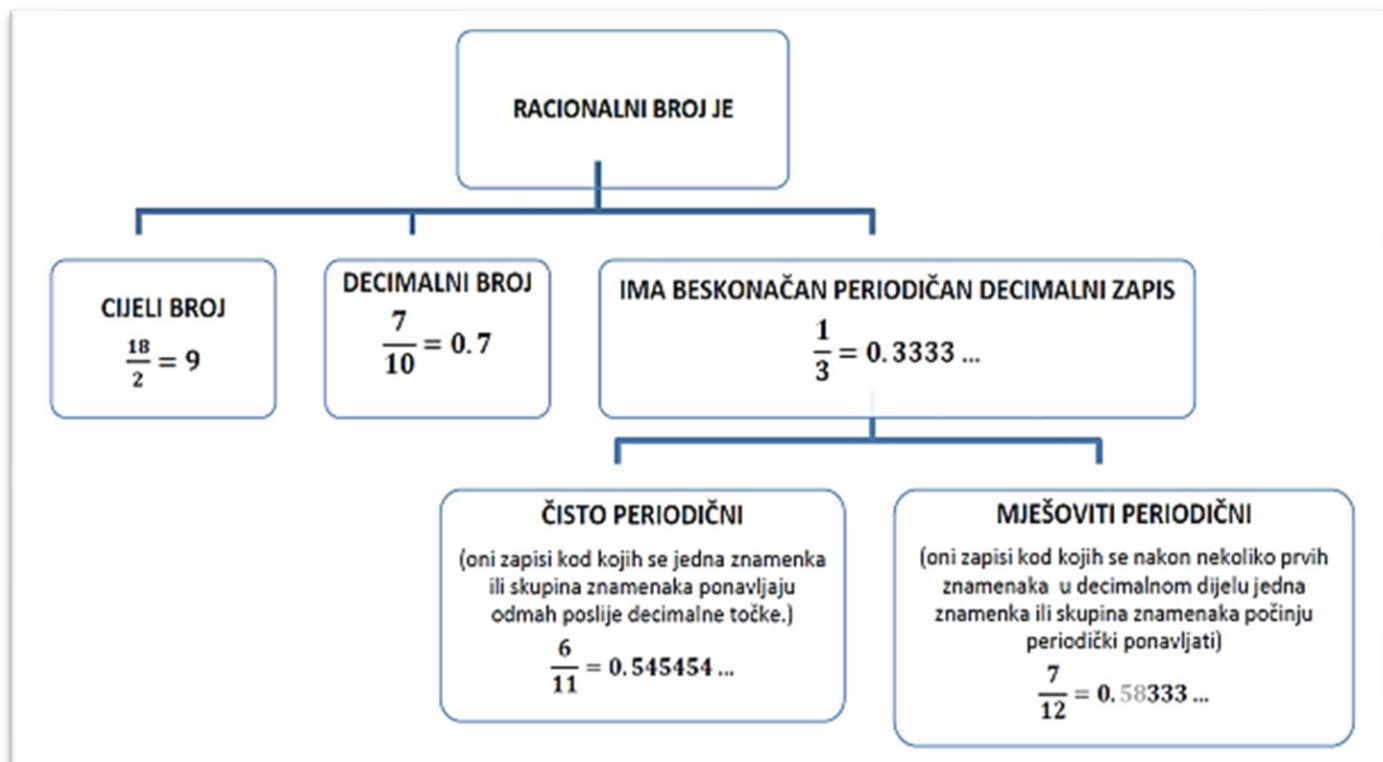 RACIONALNI BROJ JE
CIJELI BROJ
18/2 = 9
DECIMALNI BROJ
7/10 = 0.7
IMA BESKONAČAN PERIODIČAN DECIMALNI ZAPIS
1/3 = 0.3333 ...
ČISTO PERIODIČNI
(oni zapisi kod kojih se jedna znamenka
ili skupina znamenaka ponavljaju
odmah poslije decimalne točke.)
6/11 = 0.545454 ...
MJEŠOVITI PERIODIČNI
(oni zapisi kod kojih se nakon nekoliko prvih
znamenaka u decimalnom dijelu jedna
znamenka ili skupina znamenaka počinju
periodički ponavljati)
7/12 = 0.58333 ...